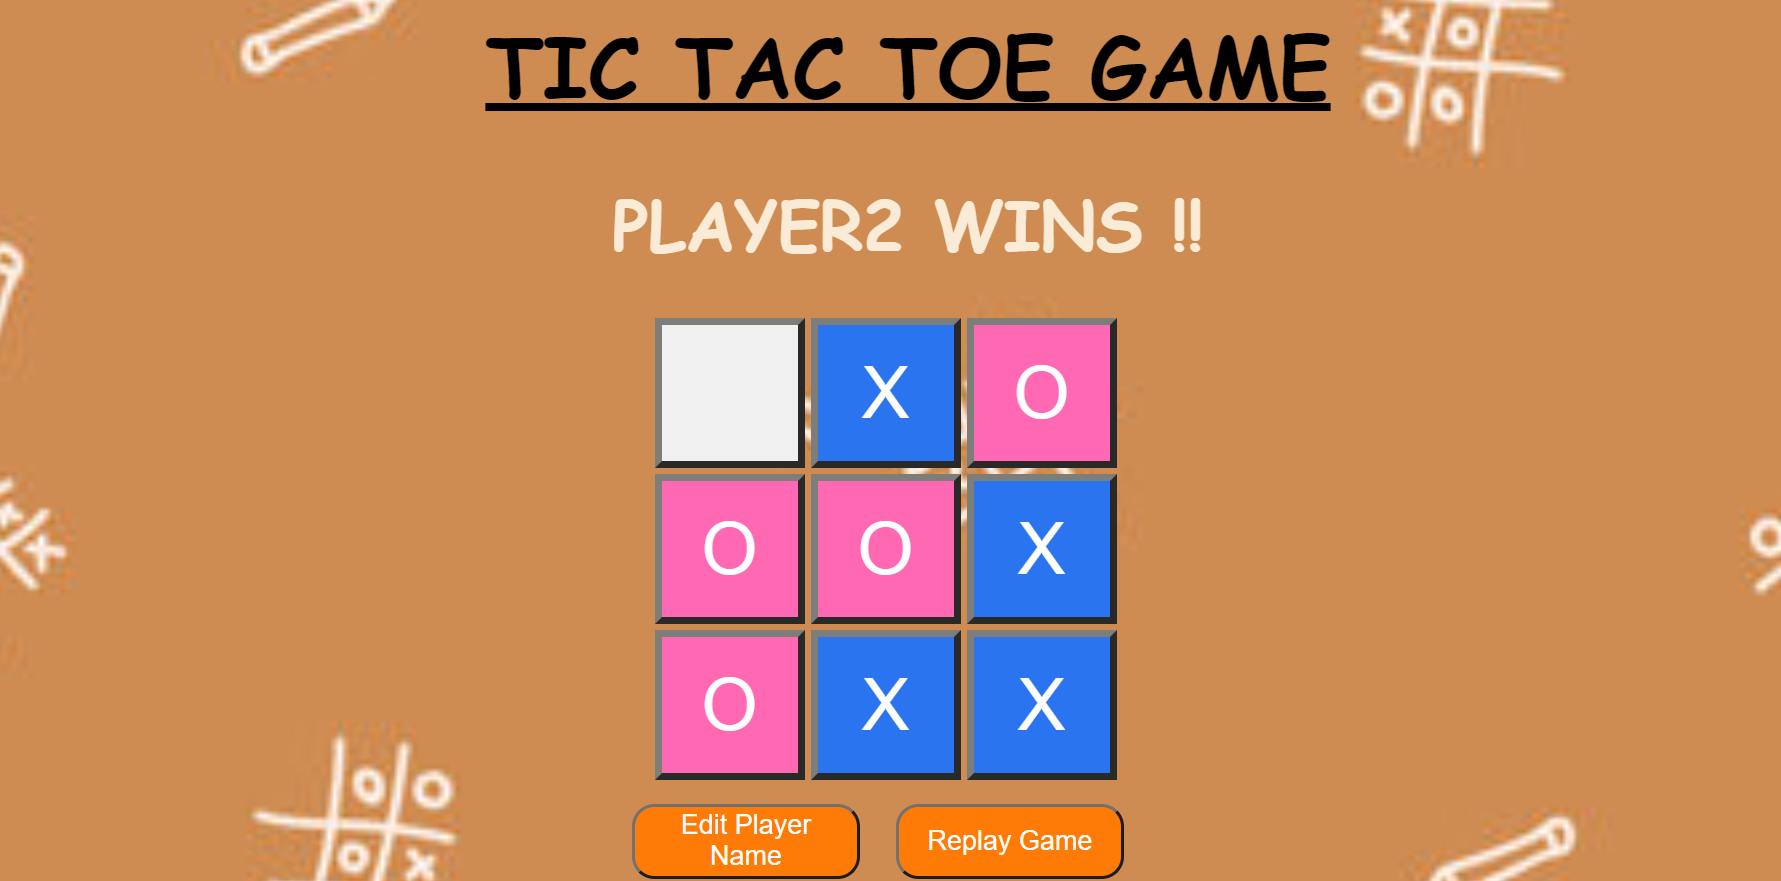 TIC TAC TOE GAME
PLAYER2 WINS !!
X O
O O X
O X X
Edit Player
Name
Replay Game